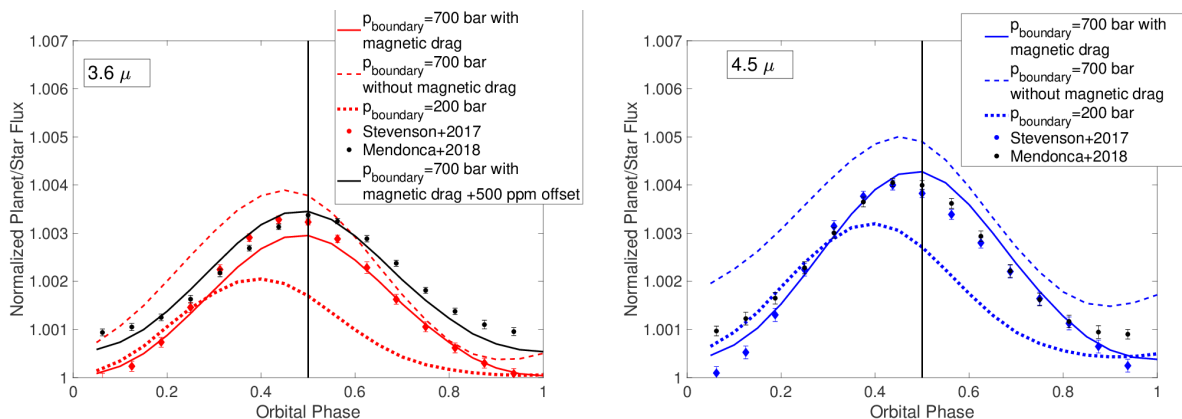 p_boundary=700 bar with
magnetic drag
p_boundary=700 bar
without magnetic drag
p_boundary=200 bar
Stevenson+2017
Mendonca+2018
p_boundary=700 bar with
magnetic drag +500 ppm offset
3.6 μ
1.007
1.006
1.005
1.004
1.003
1.002
1.001
1
0
0.2
0.4
0.6
0.8
1
Normalized Planet/Star Flux
Orbital Phase
p_boundary=700 bar with
magnetic drag
p_boundary=700 bar
without magnetic drag
p_boundary=200 bar
Stevenson+2017
Mendonca+2018
4.5 μ
1.007
1.006
1.005
1.004
1.003
1.002
1.001
1
0
0.2
0.4
0.6
0.8
1
Normalized Planet/Star Flux
Orbital Phase